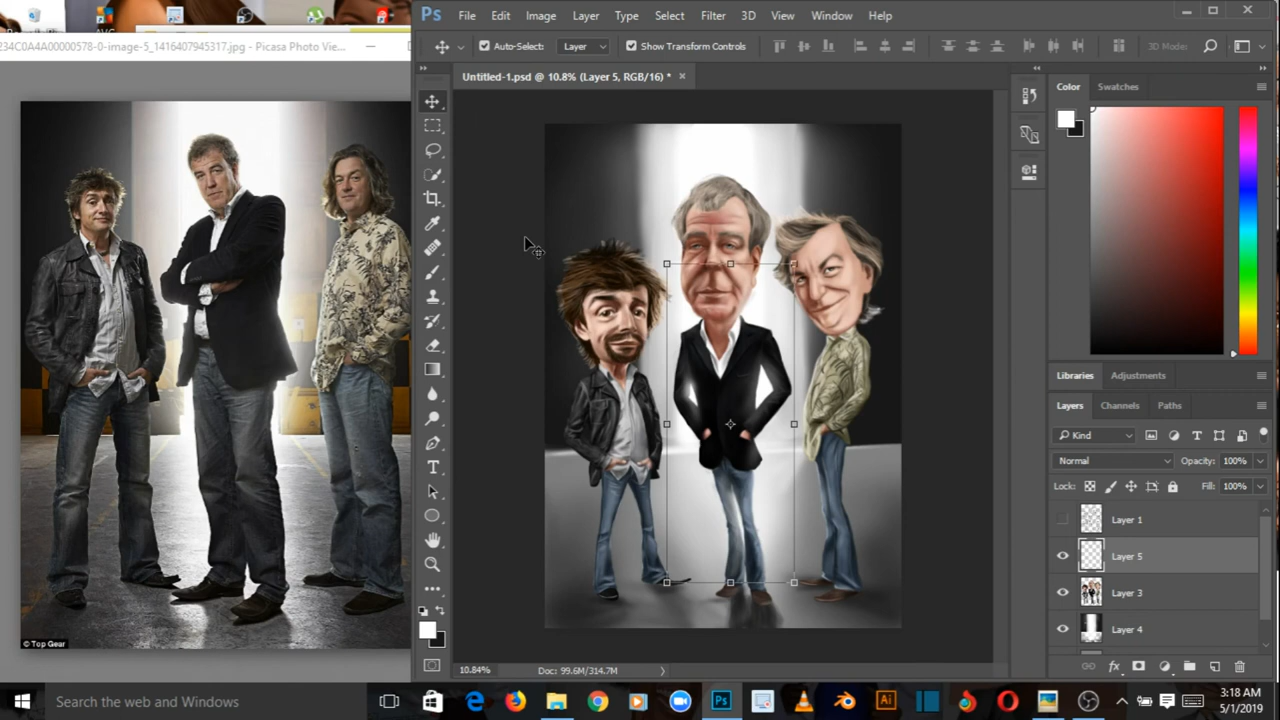 234C0A4A00000578-0-image-5_1416407945317.jpg - Picasa Photo Vie...
© Top Gear
Ps File Edit Image Layer Type Select Filter 3D View Window Help
Auto-Select: Layer Show Transform Controls 3D Mode:
Untitled-1.psd @ 10.8% (Layer 5, RGB/16) *
10.84% Doc: 99.6M/314.7M
Color Swatches
Libraries Adjustments
Layers Channels Paths
Kind
Normal Opacity: 100%
Lock: Fill: 100%
Layer 1
Layer 5
Layer 3
Layer 4
Search the web and Windows
Ps
Ai
3:18 AM
5/1/2019